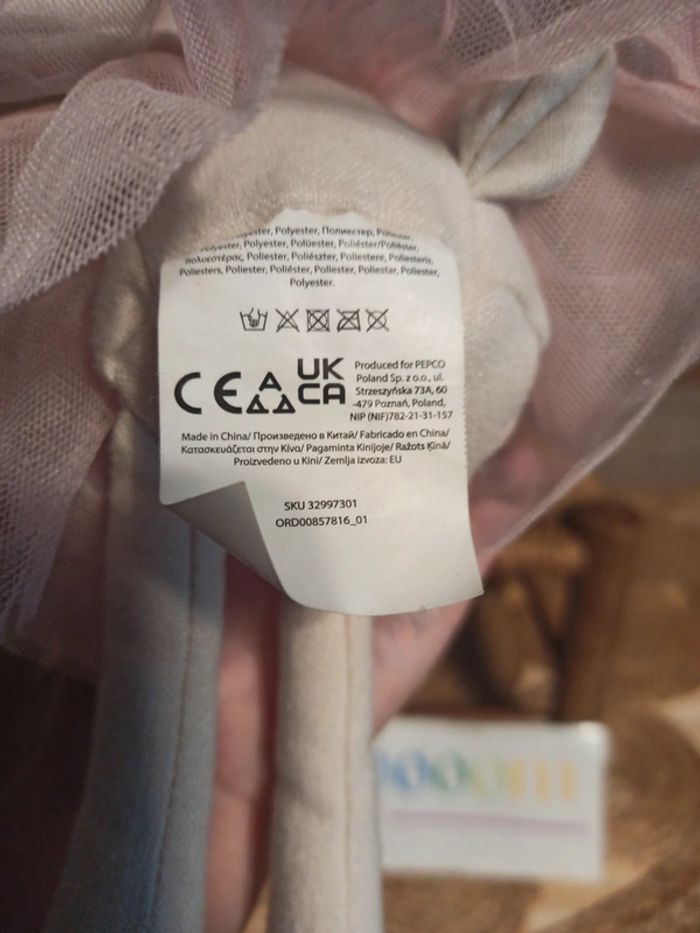 Polyester, Полиестер,
Polyester, Polyester, Polüester, Poliéster/Poliéster,
πολυεστέρας, Poliester, Poliészter, Poliestere, Poliesteris,
Poliesters, Poliester, Poliéster, Poliester, Poliestar, Poliester,
Polyester.
CE UK
CA
Produced for PEPCO
Poland Sp. z o.o., ul.
Strzeszyńska 73A, 60
-479 Poznań, Poland,
NIP (NIF)782-21-31-157
Made in China/ Произведено в Китай/ Fabricado en China/
Κατασκευάζεται στην Κίνα/ Pagaminta Kinijoje/ Ražots Ķīnā/
Proizvedeno u Kini/ Zemlja izvoza: EU
SKU 32997301
ORD00857816_01